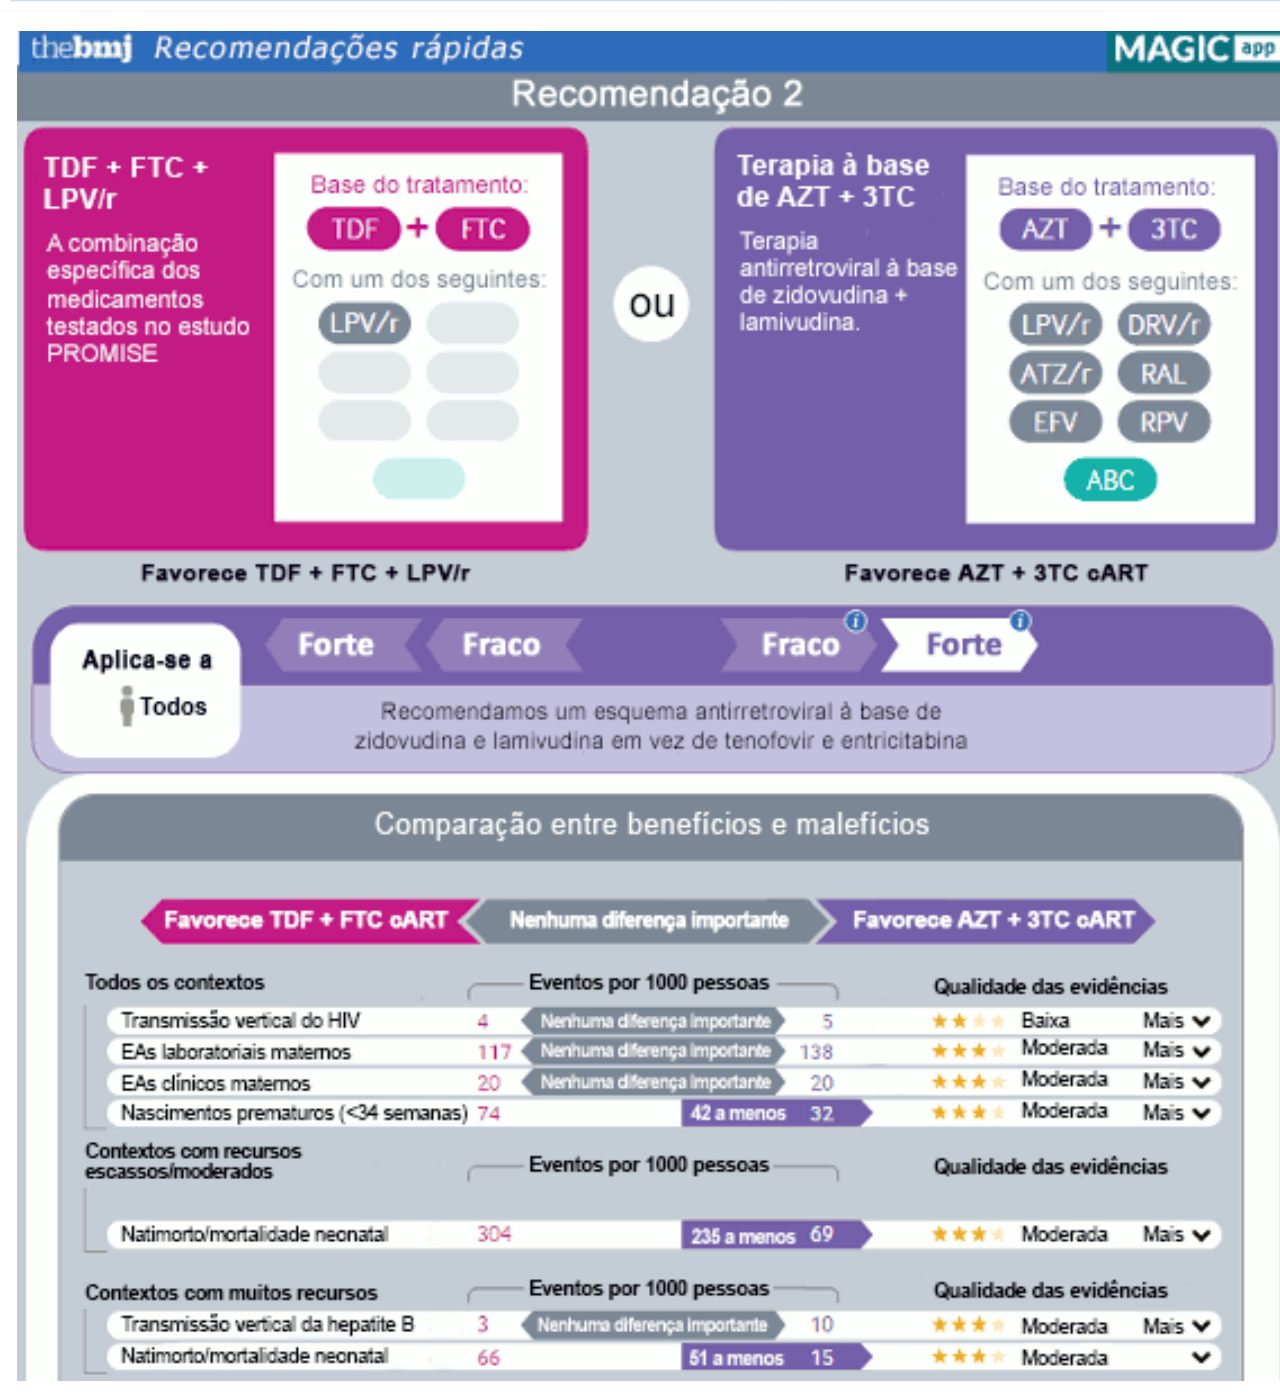 thebmj Recomendações rápidas
MAGIC app
Recomendação 2
TDF + FTC +
LPV/r
A combinação
específica dos
medicamentos
testados no estudo
PROMISE
Base do tratamento:
TDF + FTC
Com um dos seguintes:
LPV/r
ou
Terapia à base
de AZT + 3TC
Terapia
antirretroviral à base
de zidovudina +
lamivudina.
Base do tratamento:
AZT + 3TC
Com um dos seguintes:
LPV/r DRV/r
ATZ/r RAL
EFV RPV
ABC
Favorece TDF + FTC + LPV/r
Favorece AZT + 3TC cART
Aplica-se a
Todos
Forte Fraco Fraco i Forte i
Recomendamos um esquema antirretroviral à base de
zidovudina e lamivudina em vez de tenofovir e entricitabina
Comparação entre benefícios e malefícios
Favorece TDF + FTC cART Nenhuma diferença importante Favorece AZT + 3TC cART
Todos os contextos Eventos por 1000 pessoas Qualidade das evidências
Transmissão vertical do HIV 4 Nenhuma diferença importante 5 Baixa Mais
EAs laboratoriais maternos 117 Nenhuma diferença importante 138 Moderada Mais
EAs clínicos maternos 20 Nenhuma diferença importante 20 Moderada Mais
Nascimentos prematuros (<34 semanas) 74 42 a menos 32 Moderada Mais
Contextos com recursos
escassos/moderados Eventos por 1000 pessoas Qualidade das evidências
Natimorto/mortalidade neonatal 304 235 a menos 69 Moderada Mais
Contextos com muitos recursos Eventos por 1000 pessoas Qualidade das evidências
Transmissão vertical da hepatite B 3 Nenhuma diferença importante 10 Moderada Mais
Natimorto/mortalidade neonatal 66 51 a menos 15 Moderada